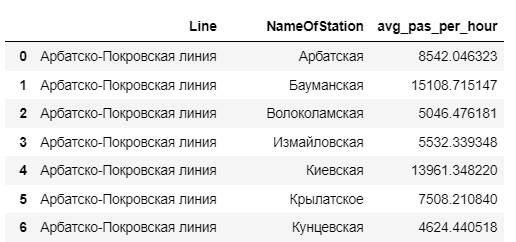 Line NameOfStation avg_pas_per_hour
0 Арбатско-Покровская линия Арбатская 8542.046323
1 Арбатско-Покровская линия Бауманская 15108.715147
2 Арбатско-Покровская линия Волоколамская 5046.476181
3 Арбатско-Покровская линия Измайловская 5532.339348
4 Арбатско-Покровская линия Киевская 13961.348220
5 Арбатско-Покровская линия Крылатское 7508.210840
6 Арбатско-Покровская линия Кунцевская 4624.440518